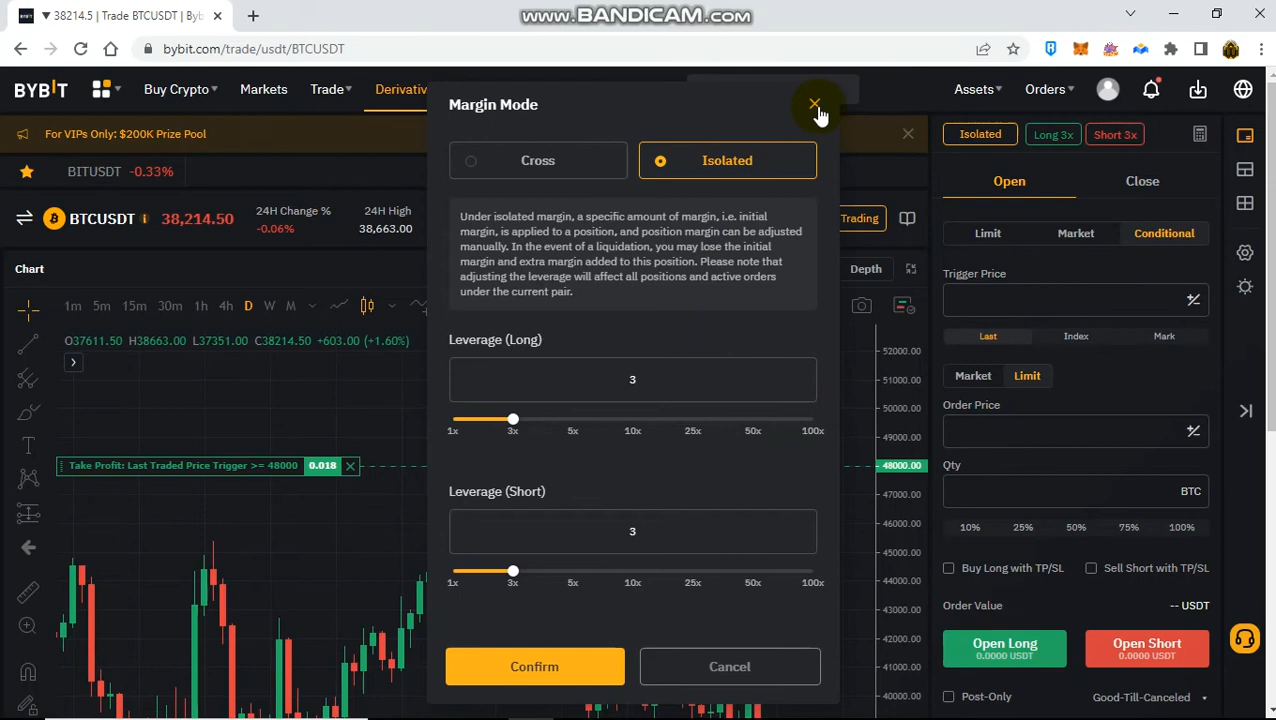 www.BANDICAM.com
▼ 38214.5 | Trade BTCUSDT | Byb
bybit.com/trade/usdt/BTCUSDT
BYBIT
Buy Crypto
Markets
Trade
Derivativ
Assets
Orders
For VIPs Only: $200K Prize Pool
BITUSDT -0.33%
BTCUSDT
38,214.50
24H Change %
-0.06%
24H High
38,663.00
Trading
Chart
Depth
1m 5m 15m 30m 1h 4h D W M
O37611.50 H38663.00 L37351.00 C38214.50 +603.00 (+1.60%)
Take Profit: Last Traded Price Trigger >= 48000 0.018
52000.00
51000.00
50000.00
49000.00
48000.00
47000.00
46000.00
45000.00
44000.00
43000.00
42000.00
41000.00
40000.00
Margin Mode
Cross
Isolated
Under isolated margin, a specific amount of margin, i.e. initial
margin, is applied to a position, and position margin can be adjusted
manually. In the event of a liquidation, you may lose the initial
margin and extra margin added to this position. Please note that
adjusting the leverage will affect all positions and active orders
under the current pair.
Leverage (Long)
3
1x 3x 5x 10x 25x 50x 100x
Leverage (Short)
3
1x 3x 5x 10x 25x 50x 100x
Confirm
Cancel
Isolated
Long 3x
Short 3x
Open
Close
Limit
Market
Conditional
Trigger Price
Last
Index
Mark
Market
Limit
Order Price
Qty
BTC
10% 25% 50% 75% 100%
Buy Long with TP/SL
Sell Short with TP/SL
Order Value
-- USDT
Open Long
0.0000 USDT
Open Short
0.0000 USDT
Post-Only
Good-Till-Canceled